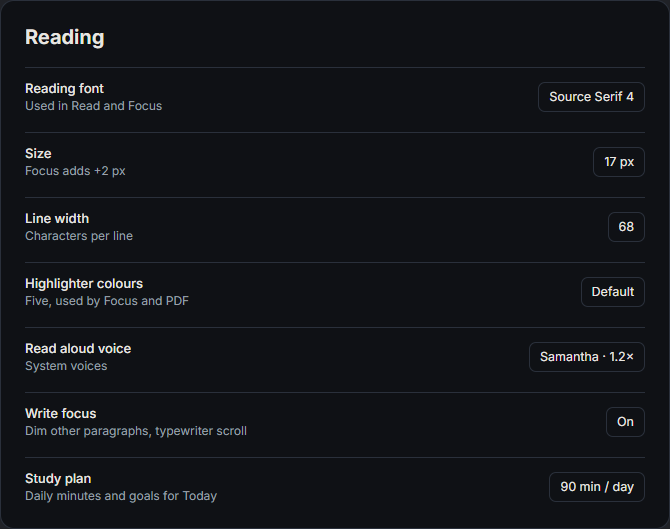 Reading
Reading font
Used in Read and Focus
Source Serif 4
Size
Focus adds +2 px
17 px
Line width
Characters per line
68
Highlighter colours
Five, used by Focus and PDF
Default
Read aloud voice
System voices
Samantha · 1.2×
Write focus
Dim other paragraphs, typewriter scroll
On
Study plan
Daily minutes and goals for Today
90 min / day